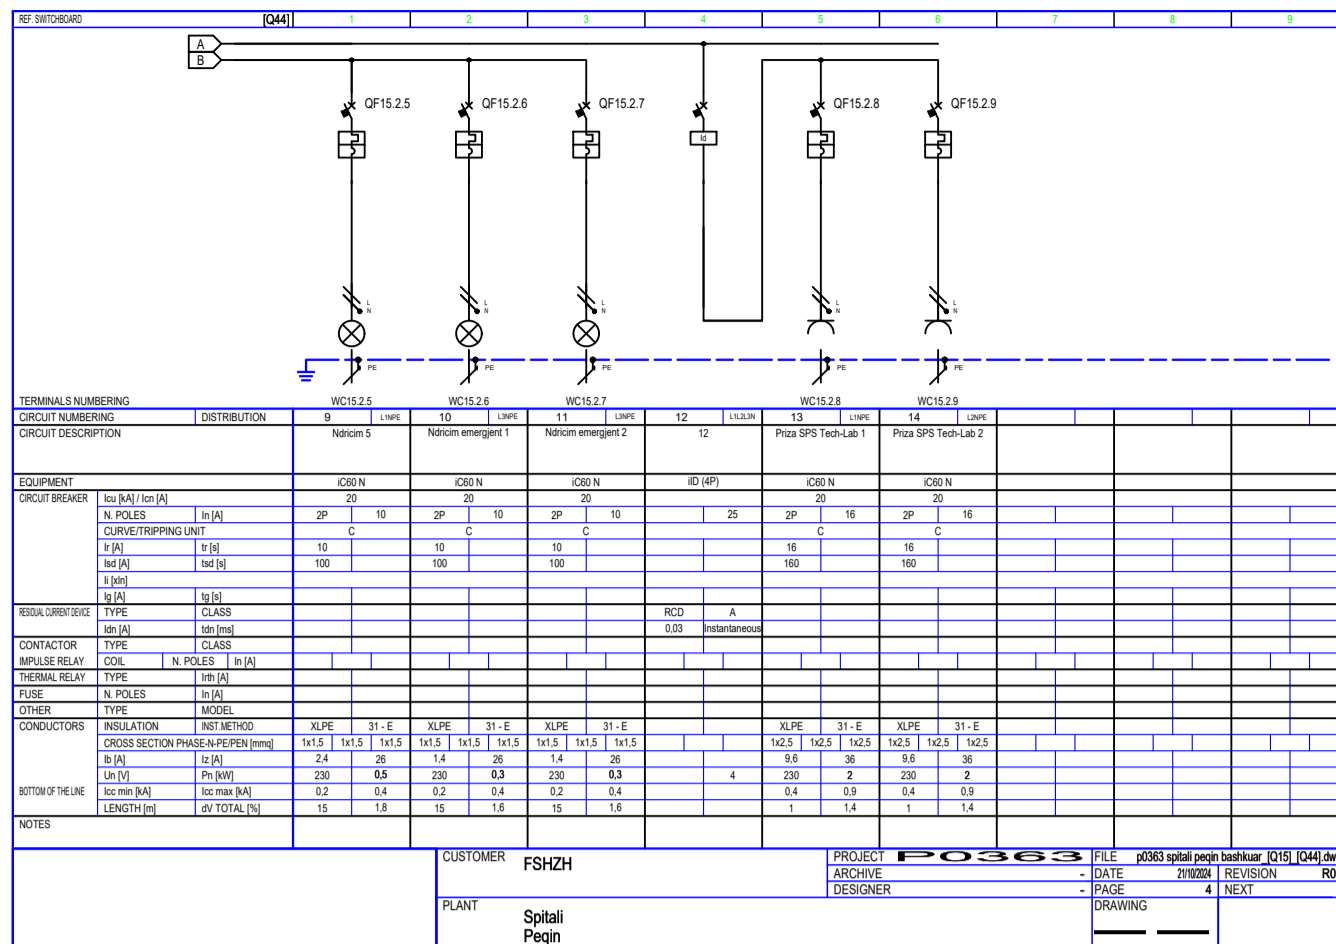 REF. SWITCHBOARD [Q44] 1 2 3 4 5 6 7 8 9
A
B
QF15.2.5 QF15.2.6 QF15.2.7 QF15.2.8 QF15.2.9
Id
L L L L L
N N N N N
PE PE PE PE PE
TERMINALS NUMBERING WC15.2.5 WC15.2.6 WC15.2.7 WC15.2.8 WC15.2.9
CIRCUIT NUMBERING DISTRIBUTION 9 L1NPE 10 L3NPE 11 L3NPE 12 L1L2L3N 13 L1NPE 14 L2NPE
CIRCUIT DESCRIPTION Ndricim 5 Ndricim emergjent 1 Ndricim emergjent 2 12 Priza SPS Tech-Lab 1 Priza SPS Tech-Lab 2
EQUIPMENT iC60 N iC60 N iC60 N iID (4P) iC60 N iC60 N
CIRCUIT BREAKER Icu [kA] / Icn [A] 20 20 20 20 20
N. POLES In [A] 2P 10 2P 10 2P 10 25 2P 16 2P 16
CURVE/TRIPPING UNIT C C C C C
Ir [A] tr [s] 10 10 10 16 16
Isd [A] tsd [s] 100 100 100 160 160
Ii [xIn]
Ig [A] tg [s]
RESIDUAL CURRENT DEVICE TYPE CLASS RCD A
Idn [A] tdn [ms] 0,03 Instantaneous
CONTACTOR TYPE CLASS
IMPULSE RELAY COIL N. POLES In [A]
THERMAL RELAY TYPE Irth [A]
FUSE N. POLES In [A]
OTHER TYPE MODEL
CONDUCTORS INSULATION INST.METHOD XLPE 31 - E XLPE 31 - E XLPE 31 - E XLPE 31 - E XLPE 31 - E
CROSS SECTION PHASE-N-PE/PEN [mmq] 1x1,5 1x1,5 1x1,5 1x1,5 1x1,5 1x1,5 1x1,5 1x1,5 1x1,5 1x2,5 1x2,5 1x2,5 1x2,5 1x2,5 1x2,5
Ib [A] Iz [A] 2,4 26 1,4 26 1,4 26 9,6 36 9,6 36
Un [V] Pn [kW] 230 0,5 230 0,3 230 0,3 4 230 2 230 2
BOTTOM OF THE LINE Icc min [kA] Icc max [kA] 0,2 0,4 0,2 0,4 0,2 0,4 0,4 0,9 0,4 0,9
LENGTH [m] dV TOTAL [%] 15 1,8 15 1,6 15 1,6 1 1,4 1 1,4
NOTES
CUSTOMER FSHZH
PROJECT P0363 FILE p0363 spitali peqin bashkuar_[Q15]_[Q44].dw
ARCHIVE - DATE 21/10/2024 REVISION R0
DESIGNER - PAGE 4 NEXT
PLANT Spitali
Peqin
DRAWING